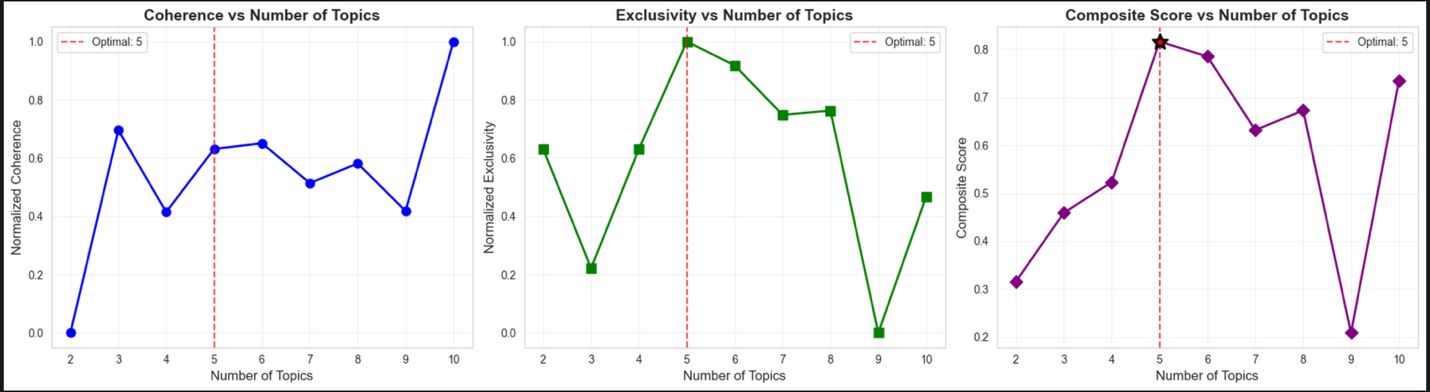 Coherence vs Number of Topics
Optimal: 5
Normalized Coherence
1.0
0.8
0.6
0.4
0.2
0.0
2 3 4 5 6 7 8 9 10
Number of Topics
Exclusivity vs Number of Topics
Optimal: 5
Normalized Exclusivity
1.0
0.8
0.6
0.4
0.2
0.0
2 3 4 5 6 7 8 9 10
Number of Topics
Composite Score vs Number of Topics
Optimal: 5
Composite Score
0.8
0.7
0.6
0.5
0.4
0.3
0.2
2 3 4 5 6 7 8 9 10
Number of Topics